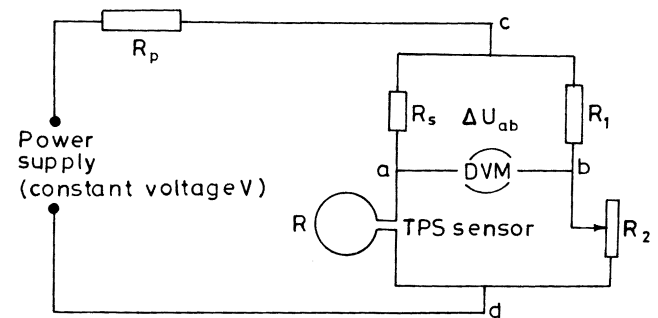 c
Rp
Rs
ΔUab
R1
Power
supply
(constant voltage V)
a
DVM
b
R
TPS sensor
R2
d